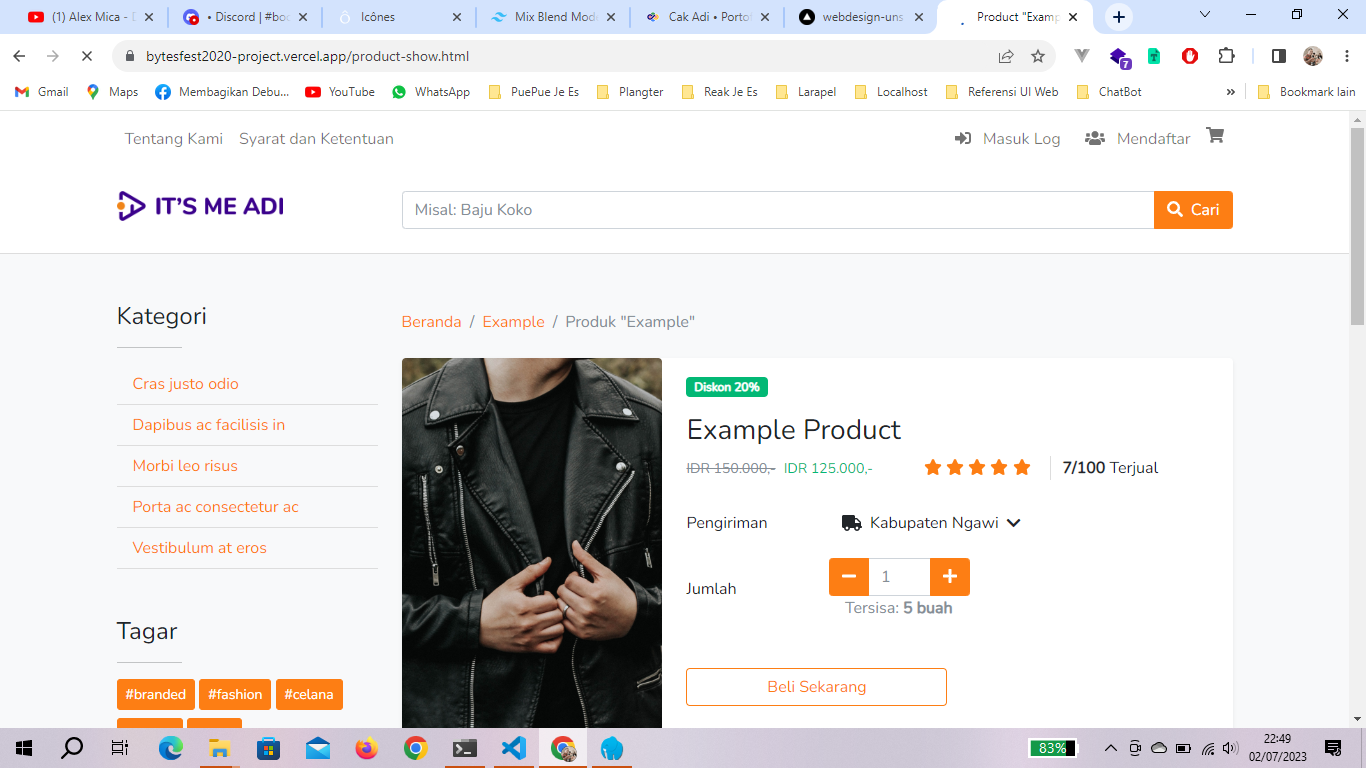 (1) Alex Mica - D
• Discord | #boc
Icônes
Mix Blend Mode
Cak Adi • Portof
webdesign-uns
Product "Examp
bytesfest2020-project.vercel.app/product-show.html
7
Gmail
Maps
Membagikan Debu...
YouTube
WhatsApp
PuePue Je Es
Plangter
Reak Je Es
Larapel
Localhost
Referensi UI Web
ChatBot
»
Bookmark lain
Tentang Kami
Syarat dan Ketentuan
Masuk Log
Mendaftar
IT'S ME ADI
Misal: Baju Koko
Cari
Kategori
Cras justo odio
Dapibus ac facilisis in
Morbi leo risus
Porta ac consectetur ac
Vestibulum at eros
Tagar
#branded #fashion #celana
Beranda / Example / Produk "Example"
Diskon 20%
Example Product
IDR 150.000,- IDR 125.000,-
7/100 Terjual
Pengiriman
Kabupaten Ngawi
Jumlah
1
Tersisa: 5 buah
Beli Sekarang
83%
22:49
02/07/2023